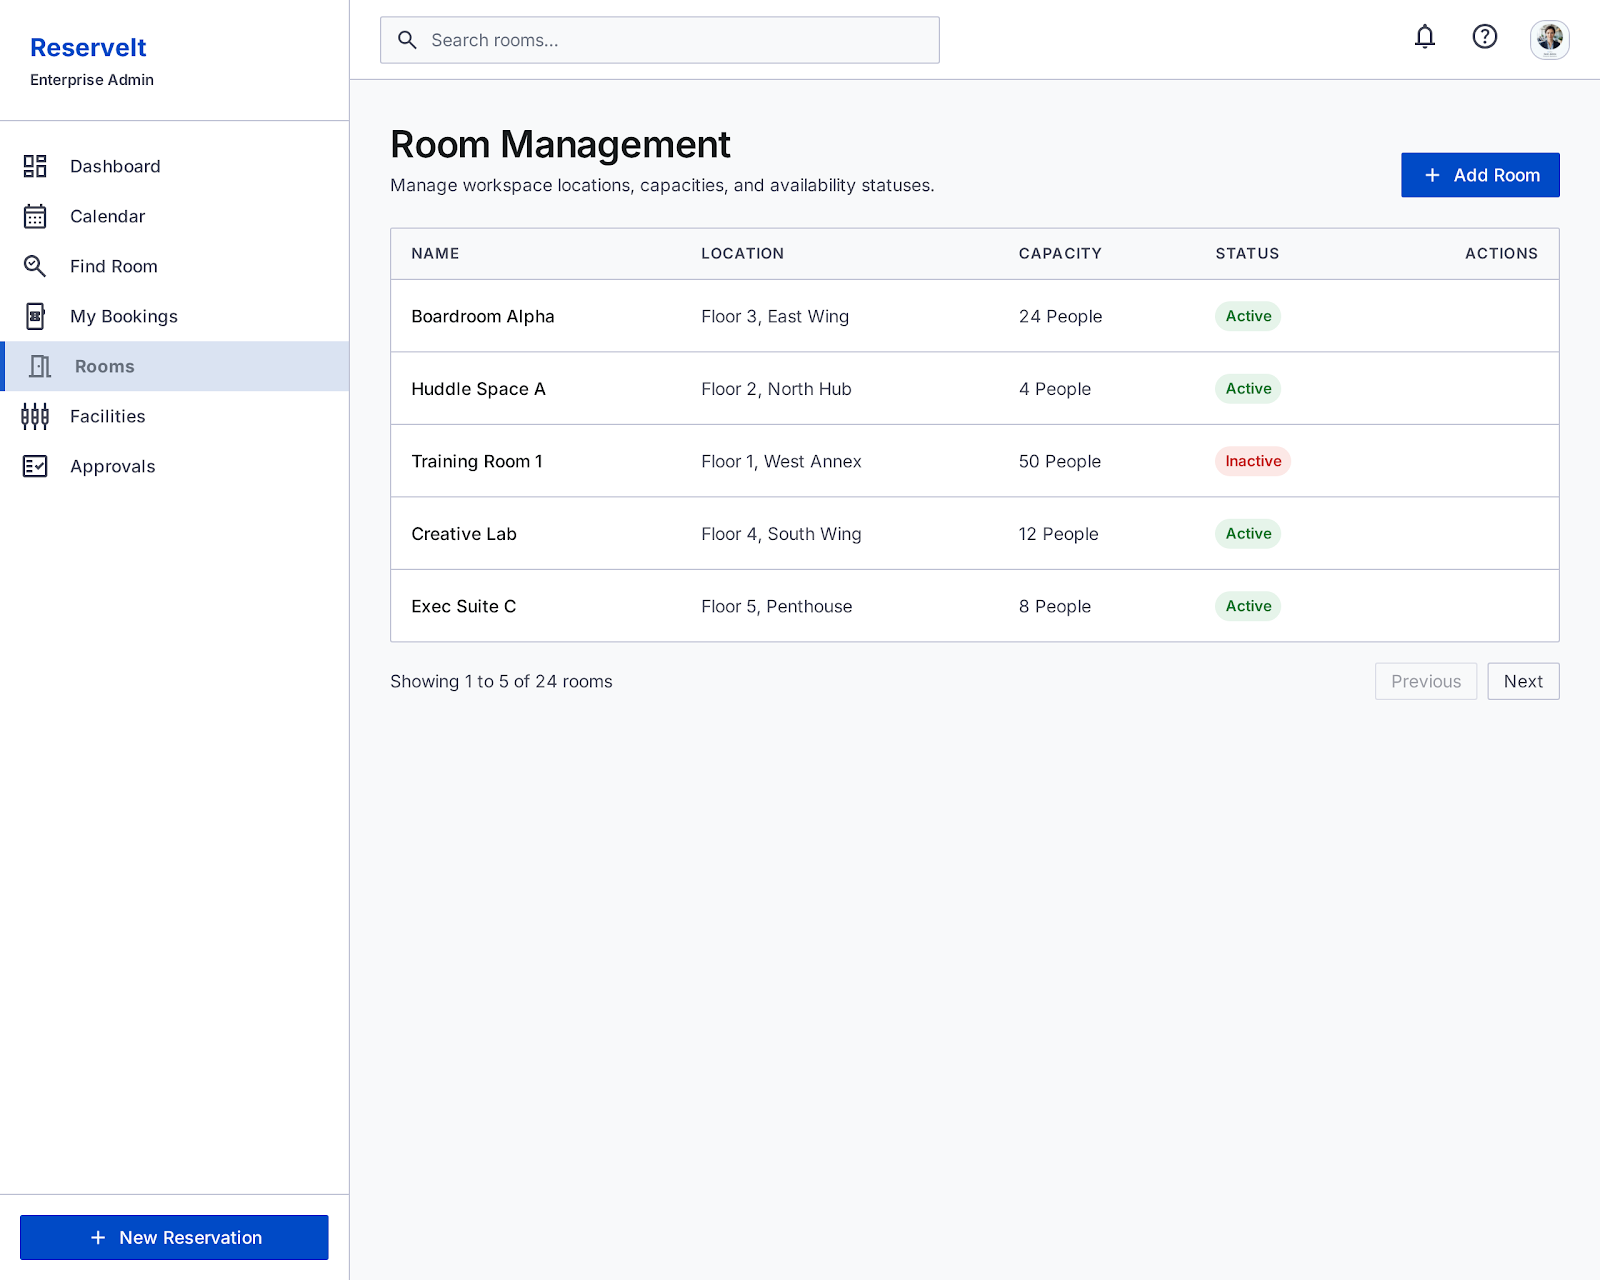 ReserveIt
Enterprise Admin
Search rooms...
Dashboard
Calendar
Find Room
My Bookings
Rooms
Facilities
Approvals
New Reservation
Room Management
Manage workspace locations, capacities, and availability statuses.
Add Room
NAME LOCATION CAPACITY STATUS ACTIONS
Boardroom Alpha Floor 3, East Wing 24 People Active
Huddle Space A Floor 2, North Hub 4 People Active
Training Room 1 Floor 1, West Annex 50 People Inactive
Creative Lab Floor 4, South Wing 12 People Active
Exec Suite C Floor 5, Penthouse 8 People Active
Showing 1 to 5 of 24 rooms
Previous Next